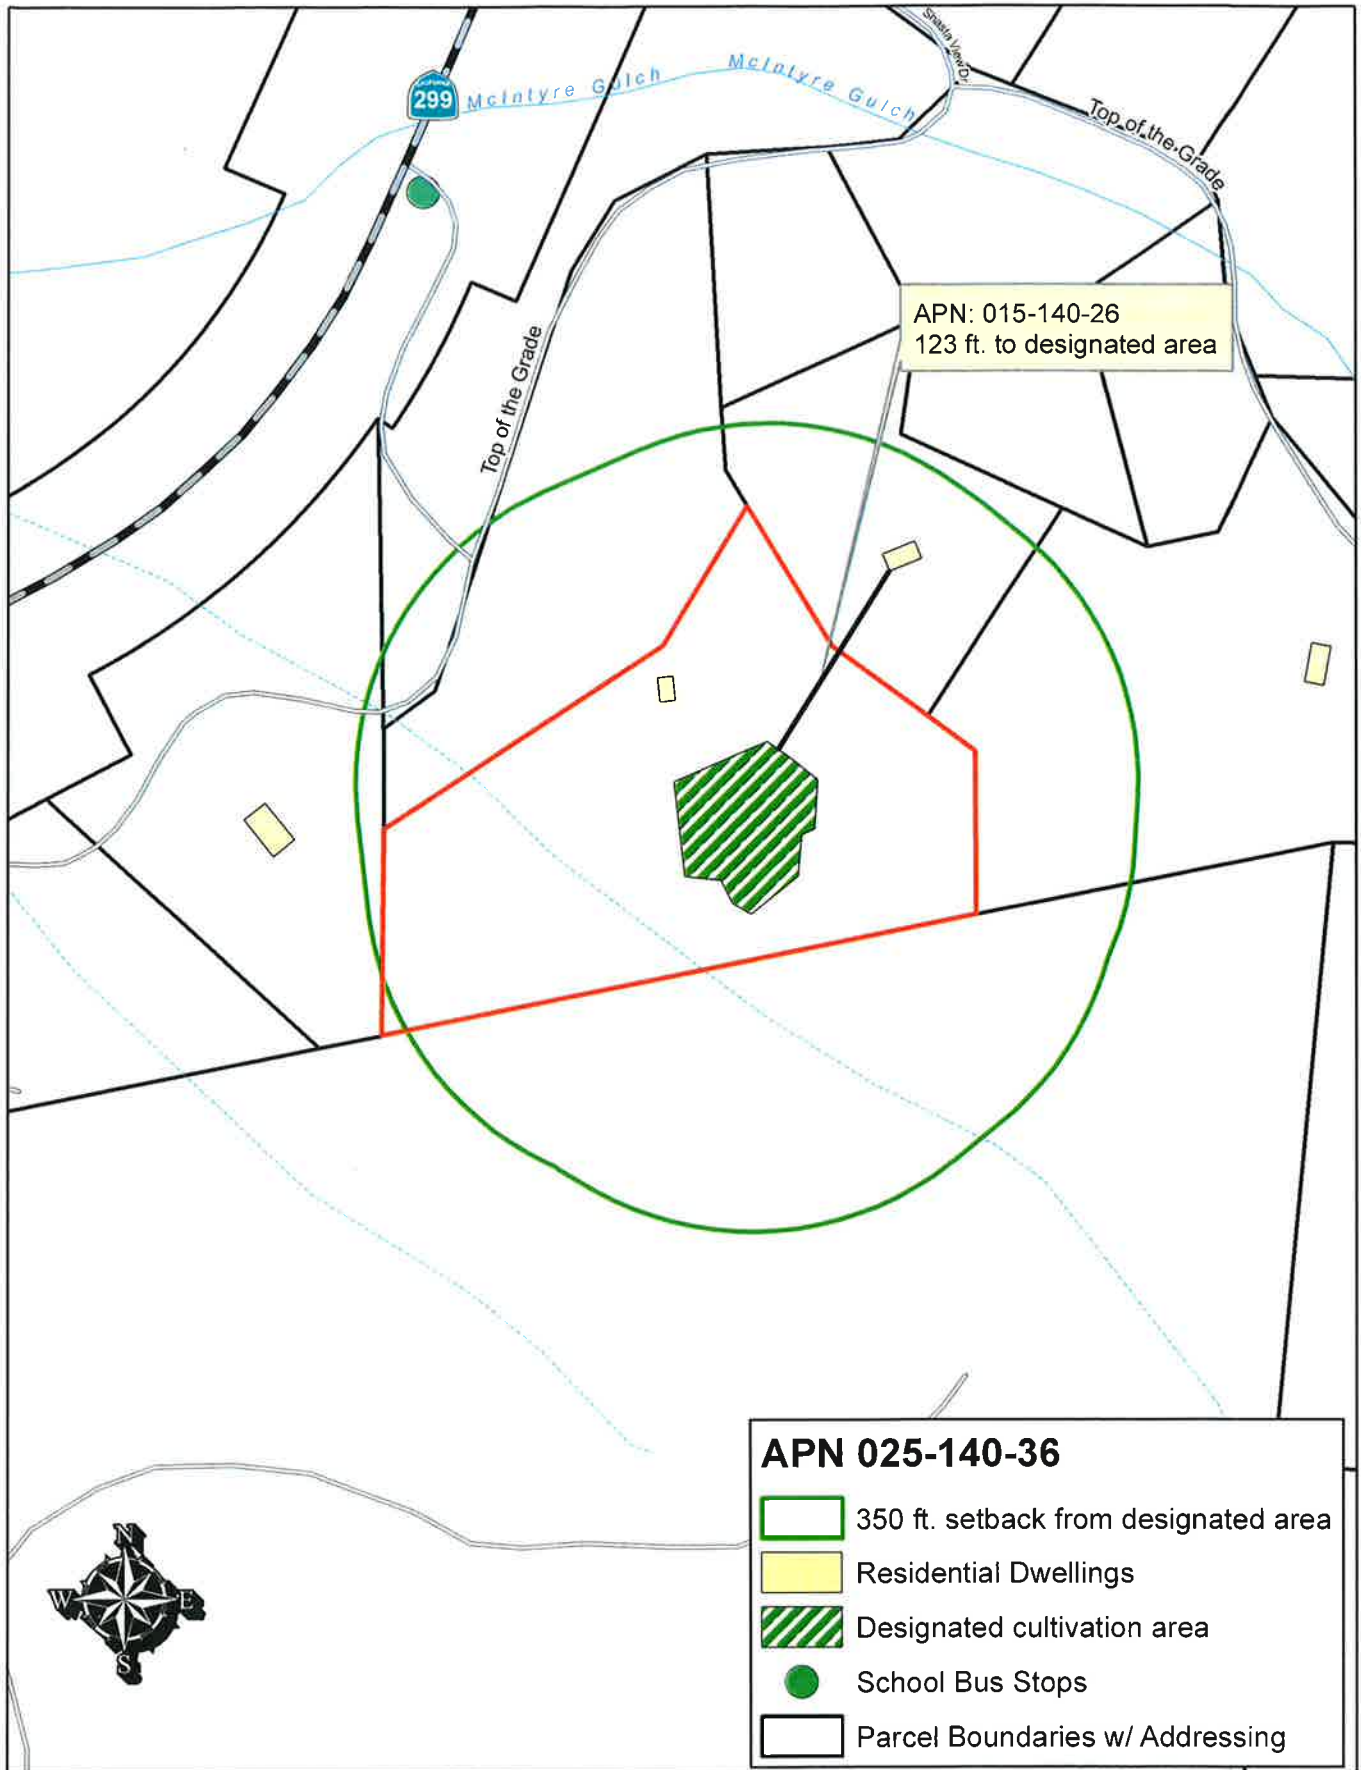 Shasta View Dr
McIntyre Gulch
McIntyre Gulch
299
Top of the Grade
APN: 015-140-26
123 ft. to designated area
Top of the Grade
APN 025-140-36
350 ft. setback from designated area
Residential Dwellings
Designated cultivation area
School Bus Stops
Parcel Boundaries w/ Addressing
N
W
E
S